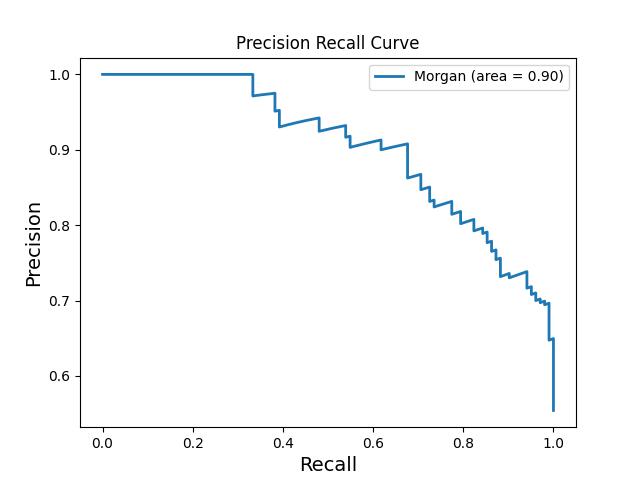 Precision Recall Curve
Morgan (area = 0.90)
1.0
0.9
0.8
0.7
0.6
Precision
0.0 0.2 0.4 0.6 0.8 1.0
Recall